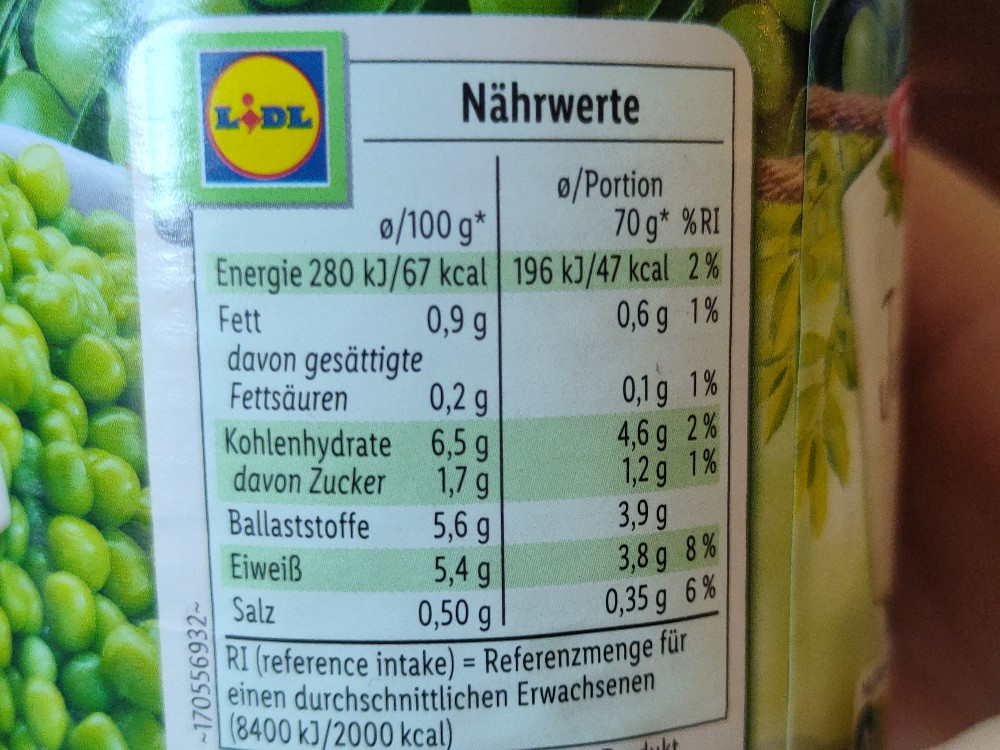 LIDL
Nährwerte
ø/Portion
ø/100 g* 70 g* %RI
Energie 280 kJ/67 kcal 196 kJ/47 kcal 2 %
Fett 0,9 g 0,6 g 1 %
davon gesättigte
Fettsäuren 0,2 g 0,1 g 1 %
Kohlenhydrate 6,5 g 4,6 g 2 %
davon Zucker 1,7 g 1,2 g 1 %
Ballaststoffe 5,6 g 3,9 g
Eiweiß 5,4 g 3,8 g 8 %
Salz 0,50 g 0,35 g 6 %
RI (reference intake) = Referenzmenge für
einen durchschnittlichen Erwachsenen
(8400 kJ/2000 kcal)
~170556932~